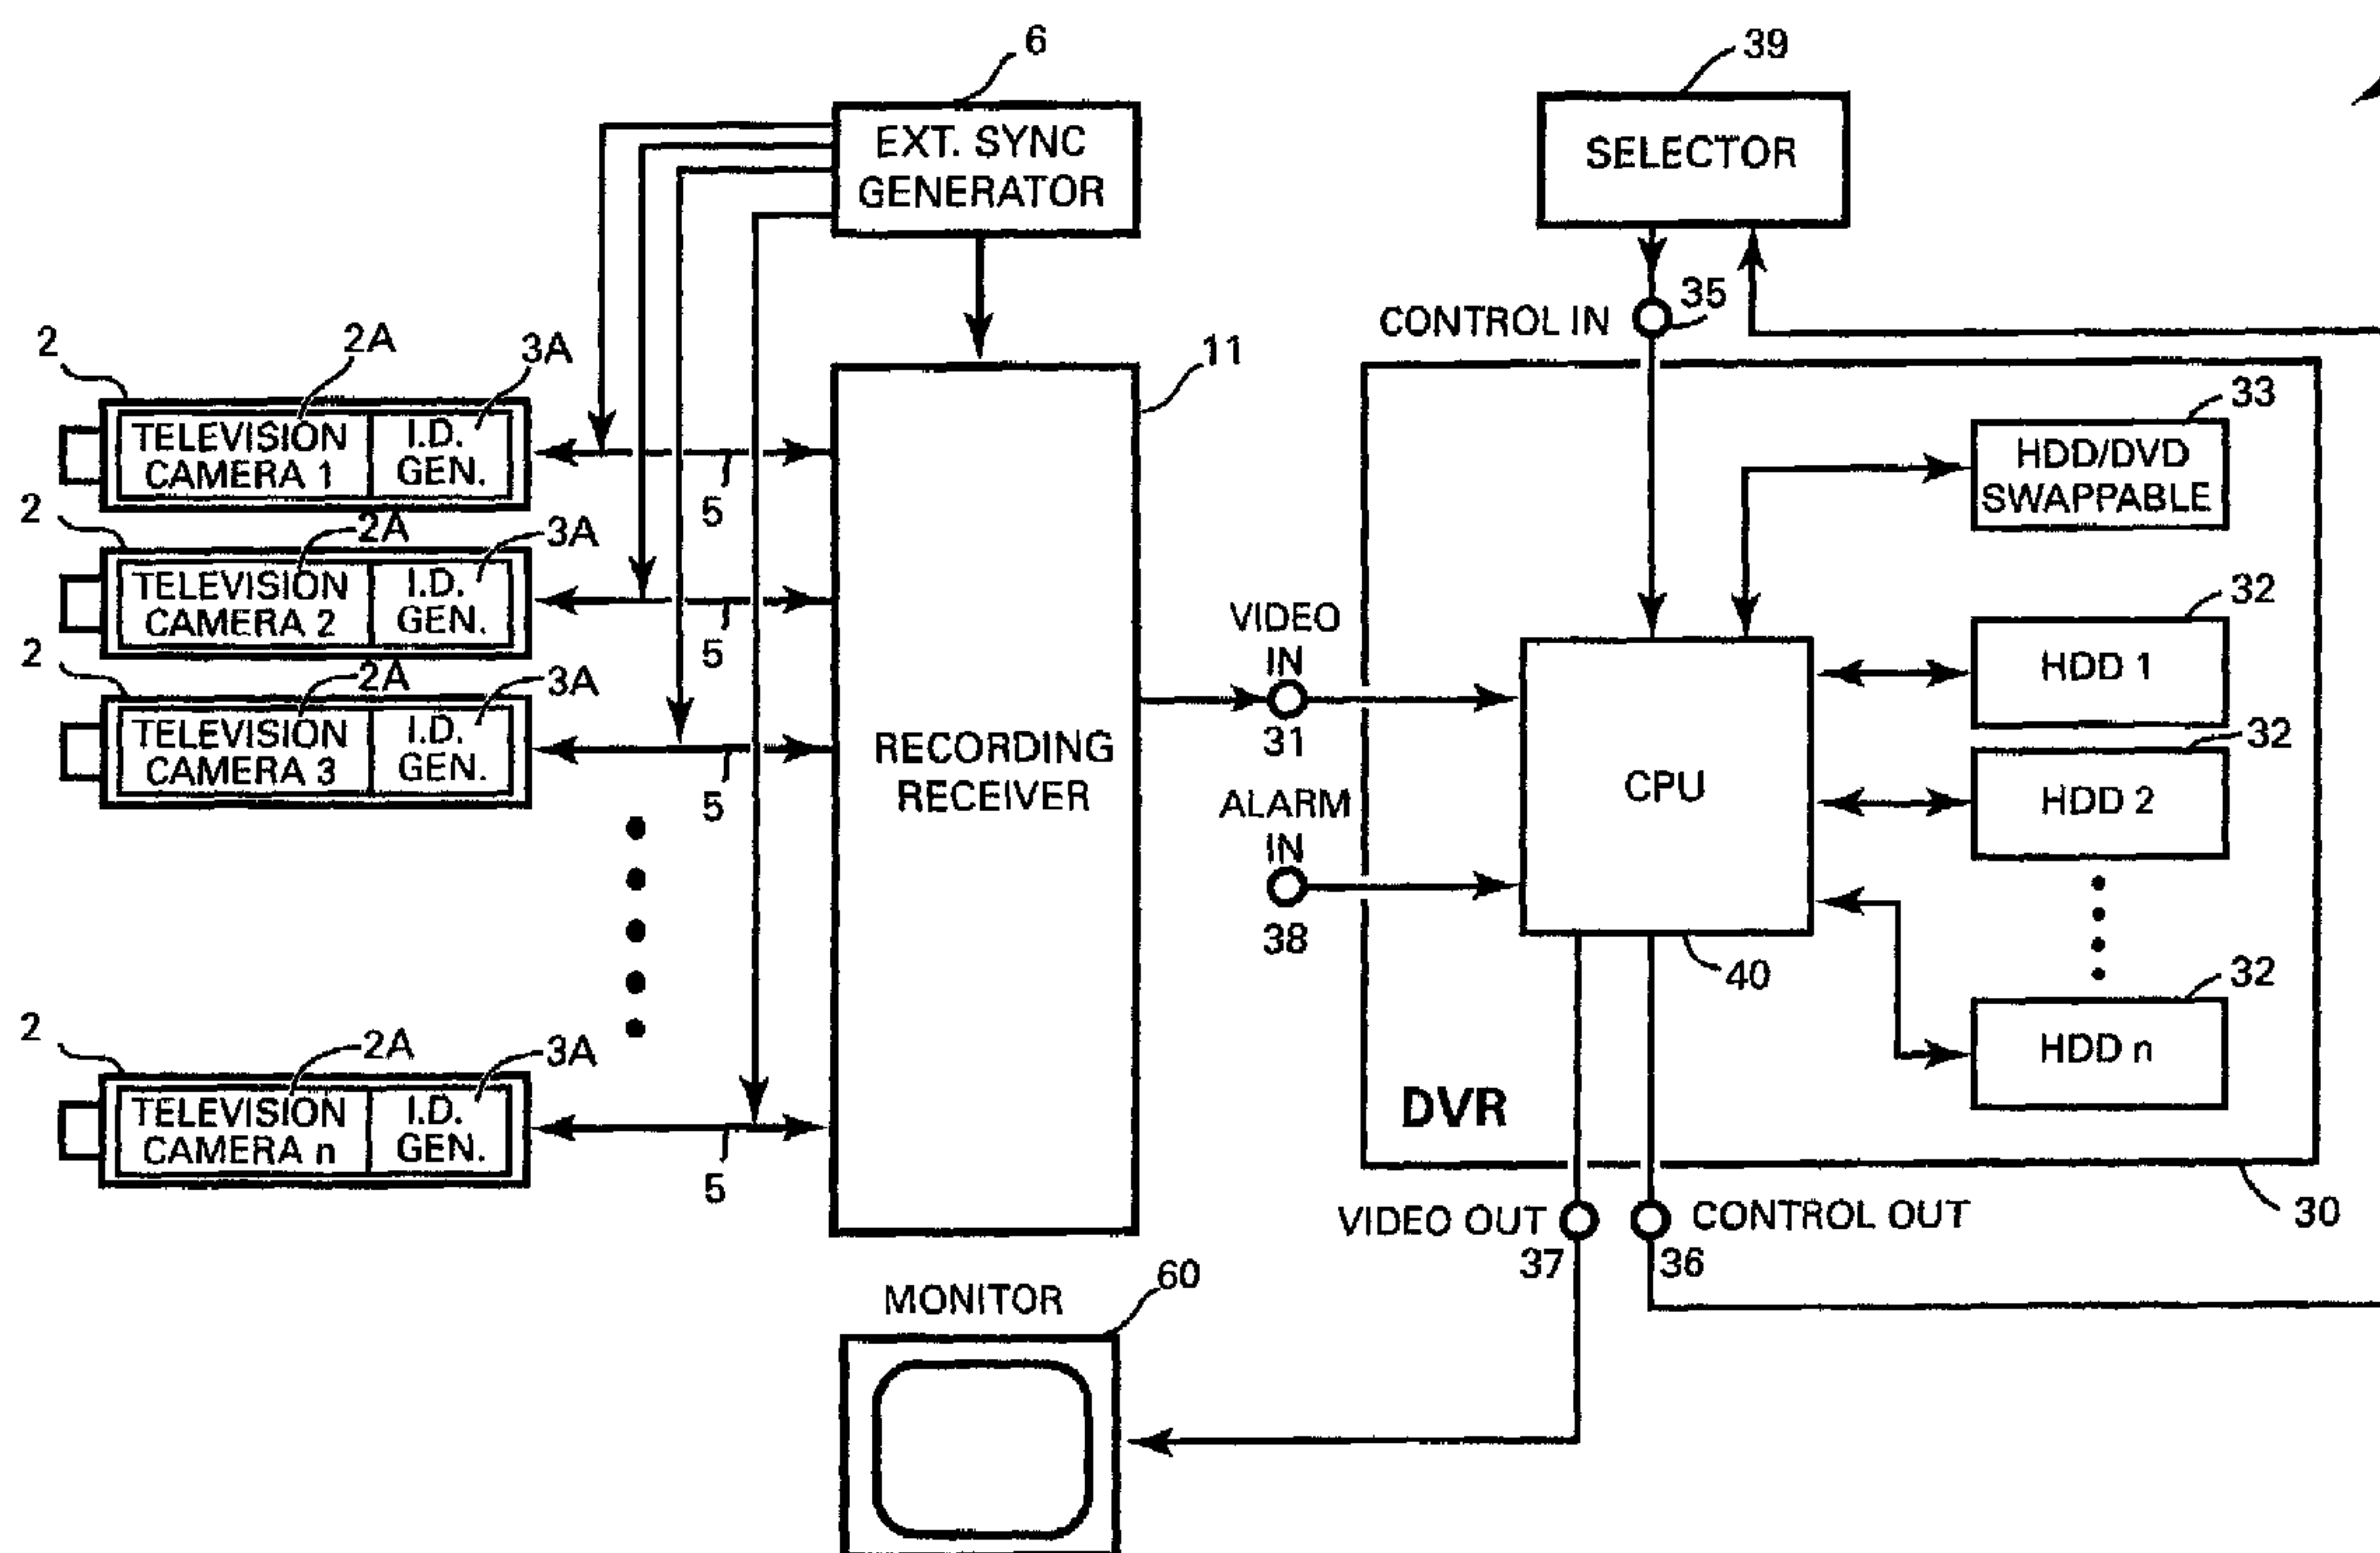 6
EXT. SYNC
GENERATOR
39
SELECTOR
CONTROL IN
35
2
2A
3A
TELEVISION
CAMERA 1
I.D.
GEN.
5
2
2A
3A
TELEVISION
CAMERA 2
I.D.
GEN.
5
2
2A
3A
TELEVISION
CAMERA 3
I.D.
GEN.
5
2
2A
3A
TELEVISION
CAMERA n
I.D.
GEN.
5
11
RECORDING
RECEIVER
VIDEO
IN
31
ALARM
IN
38
33
HDD/DVD
SWAPPABLE
32
HDD 1
32
HDD 2
32
HDD n
CPU
40
DVR
30
VIDEO OUT
37
CONTROL OUT
36
MONITOR
60